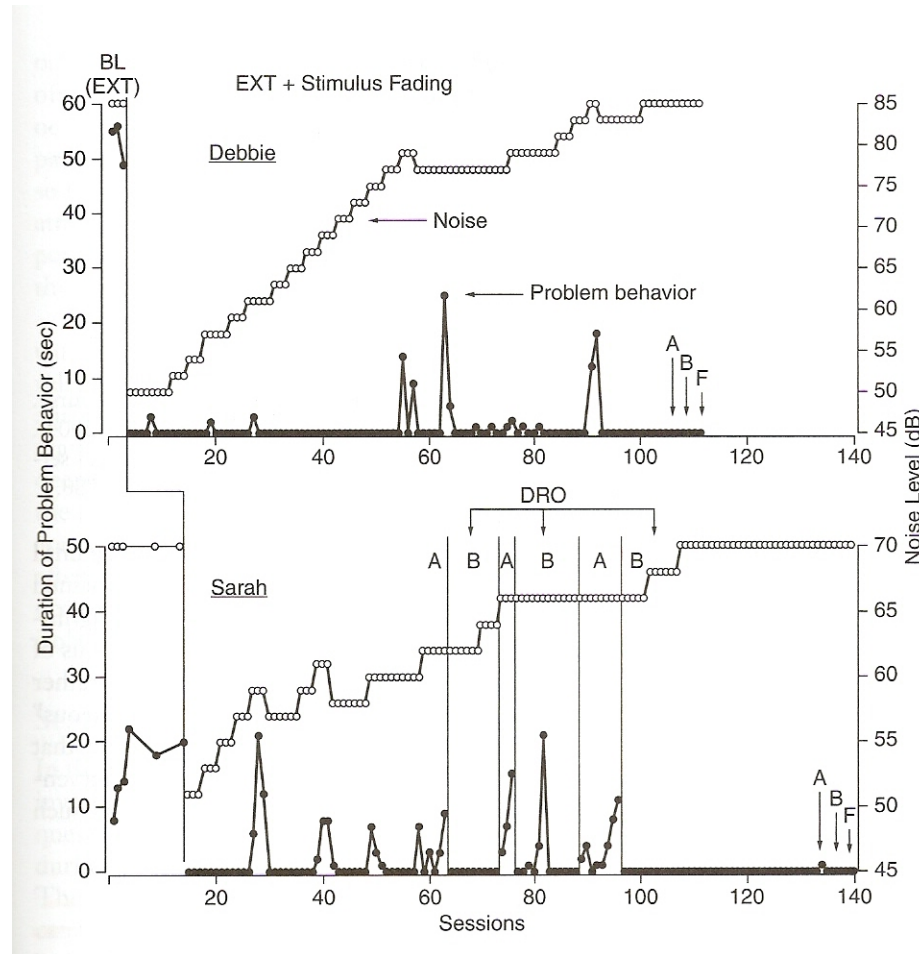 BL
(EXT)
EXT + Stimulus Fading
60
50
40
30
20
10
0
Debbie
Noise
Problem behavior
A
B
F
85
80
75
70
65
60
55
50
45
20
40
60
80
100
120
140
Duration of Problem Behavior (sec)
Noise Level (dB)
DRO
50
40
30
20
10
0
Sarah
A
B
A
B
A
B
A
B
F
70
65
60
55
50
45
0
20
40
60
80
100
120
140
Sessions